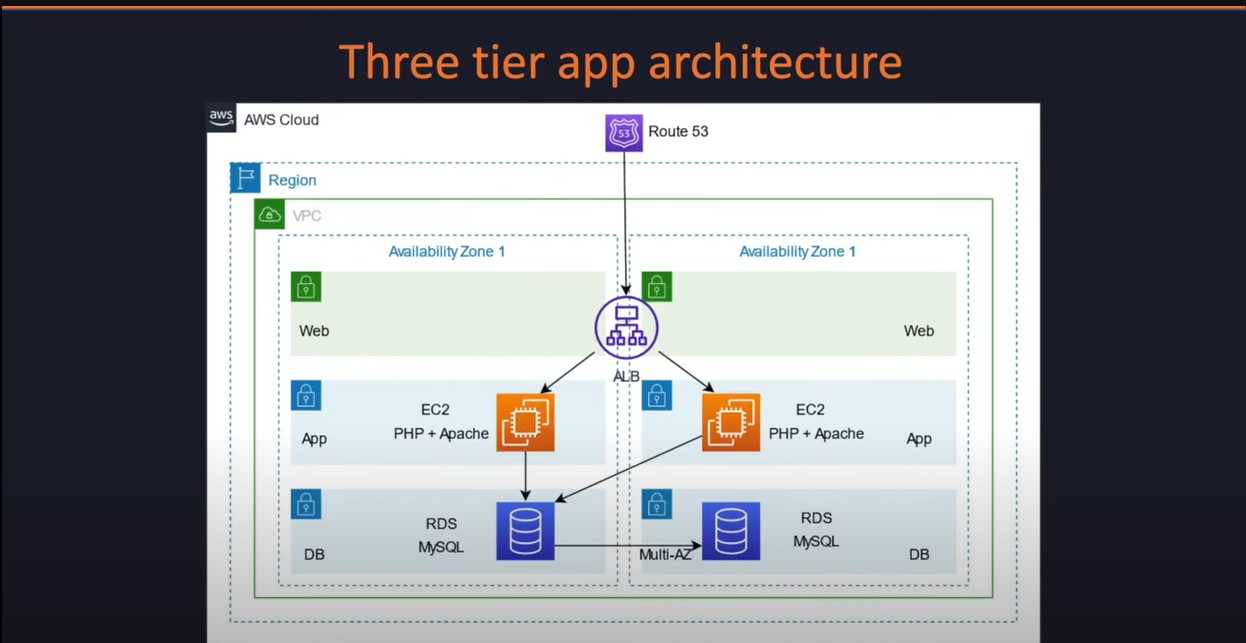 Three tier app architecture
aws
AWS Cloud
53
Route 53
Region
VPC
Availability Zone 1
Availability Zone 1
Web
Web
ALB
EC2
PHP + Apache
App
EC2
PHP + Apache
App
RDS
MySQL
DB
Multi-AZ
RDS
MySQL
DB